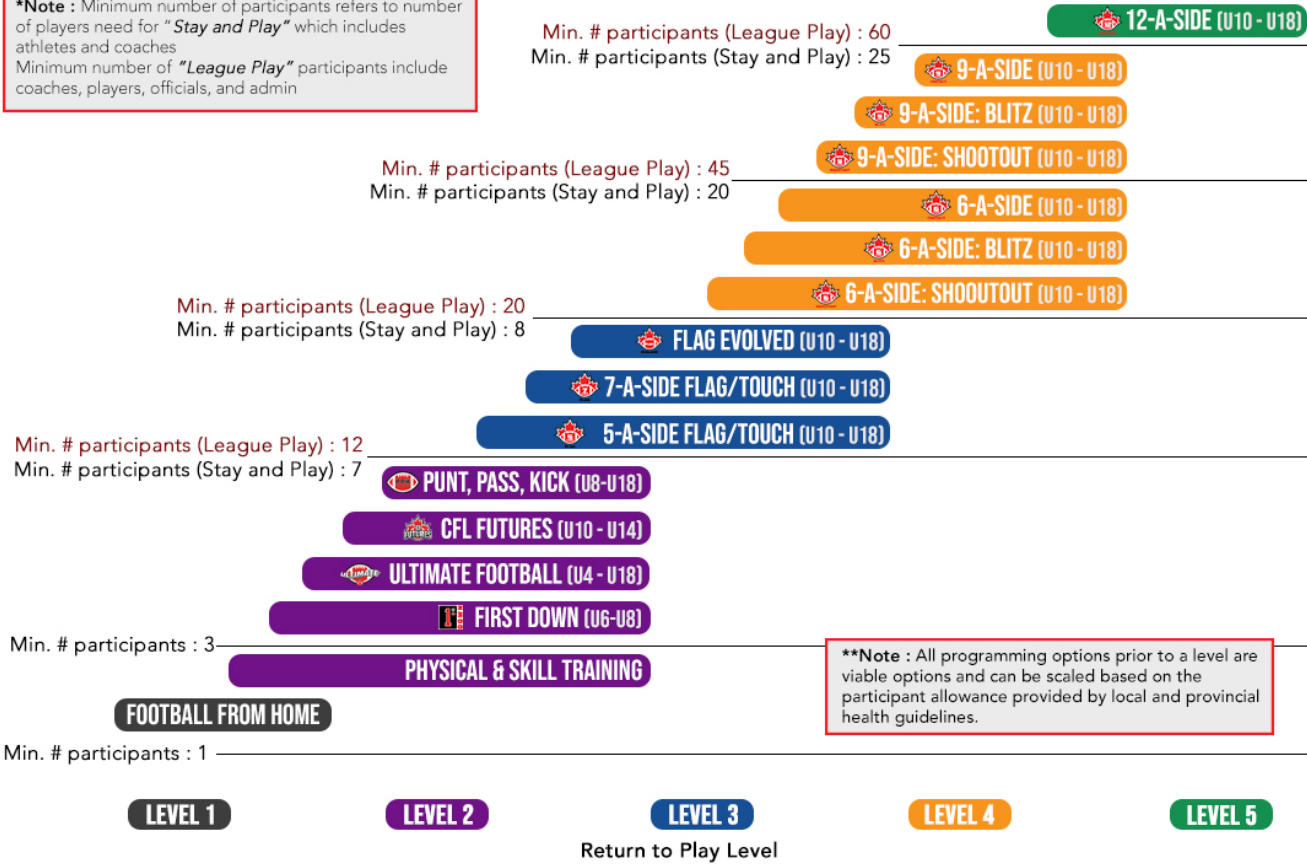 *Note : Minimum number of participants refers to number
of players need for "Stay and Play" which includes
athletes and coaches
Minimum number of "League Play" participants include
coaches, players, officials, and admin
12-A-SIDE (U10 - U18)
Min. # participants (League Play) : 60
Min. # participants (Stay and Play) : 25
9-A-SIDE (U10 - U18)
9-A-SIDE: BLITZ (U10 - U18)
9-A-SIDE: SHOOTOUT (U10 - U18)
Min. # participants (League Play) : 45
Min. # participants (Stay and Play) : 20
6-A-SIDE (U10 - U18)
6-A-SIDE: BLITZ (U10 - U18)
6-A-SIDE: SHOOUTOUT (U10 - U18)
Min. # participants (League Play) : 20
Min. # participants (Stay and Play) : 8
FLAG EVOLVED (U10 - U18)
7-A-SIDE FLAG/TOUCH (U10 - U18)
5-A-SIDE FLAG/TOUCH (U10 - U18)
Min. # participants (League Play) : 12
Min. # participants (Stay and Play) : 7
PUNT, PASS, KICK (U8-U18)
CFL FUTURES (U10 - U14)
ULTIMATE FOOTBALL (U4 - U18)
FIRST DOWN (U6-U8)
Min. # participants : 3
PHYSICAL & SKILL TRAINING
**Note : All programming options prior to a level are
viable options and can be scaled based on the
participant allowance provided by local and provincial
health guidelines.
FOOTBALL FROM HOME
Min. # participants : 1
LEVEL 1
LEVEL 2
LEVEL 3
LEVEL 4
LEVEL 5
Return to Play Level